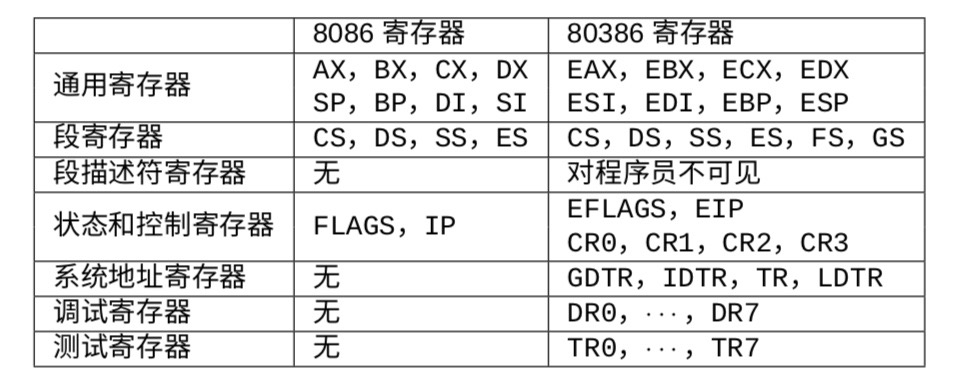 8086 寄存器 80386 寄存器
通用寄存器 AX，BX，CX，DX EAX，EBX，ECX，EDX
SP，BP，DI，SI ESI，EDI，EBP，ESP
段寄存器 CS，DS，SS，ES CS，DS，SS，ES，FS，GS
段描述符寄存器 无 对程序员不可见
状态和控制寄存器 FLAGS，IP EFLAGS，EIP
CR0，CR1，CR2，CR3
系统地址寄存器 无 GDTR，IDTR，TR，LDTR
调试寄存器 无 DR0，···，DR7
测试寄存器 无 TR0，···，TR7